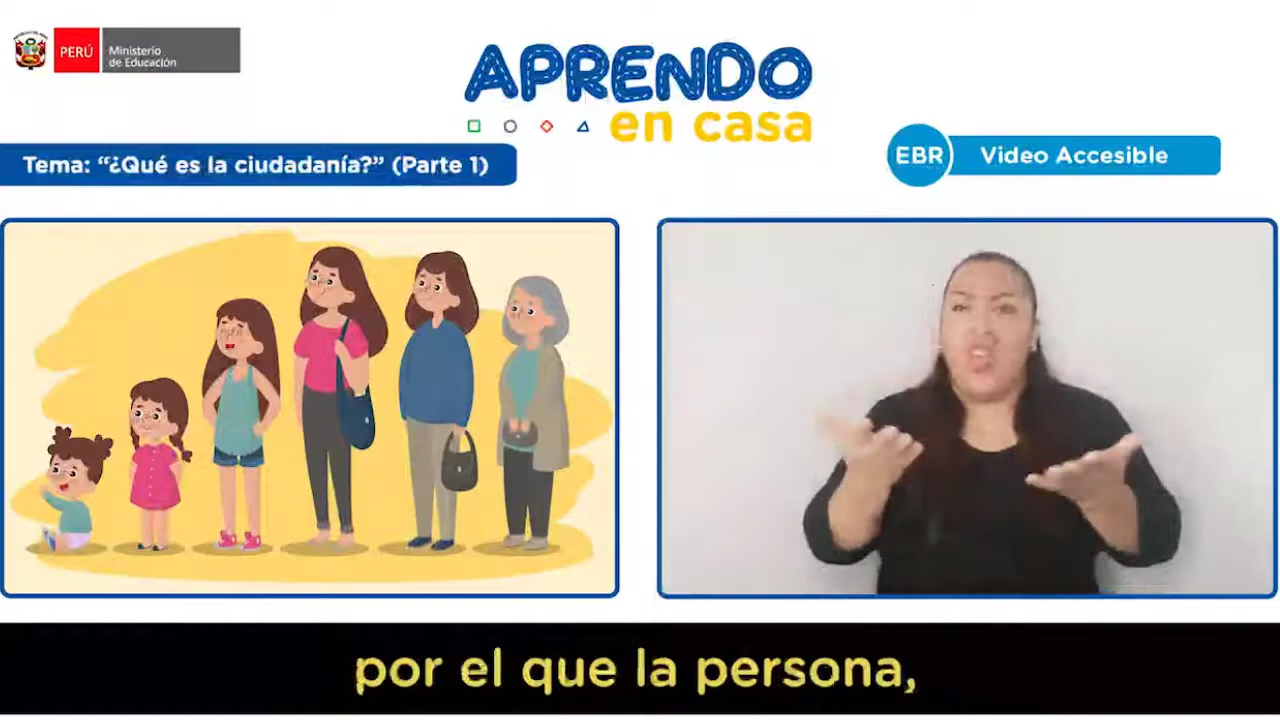 PERÚ
Ministerio
de Educación
APRENDO
en casa
Tema: “¿Qué es la ciudadanía?” (Parte 1)
EBR
Video Accesible
por el que la persona,